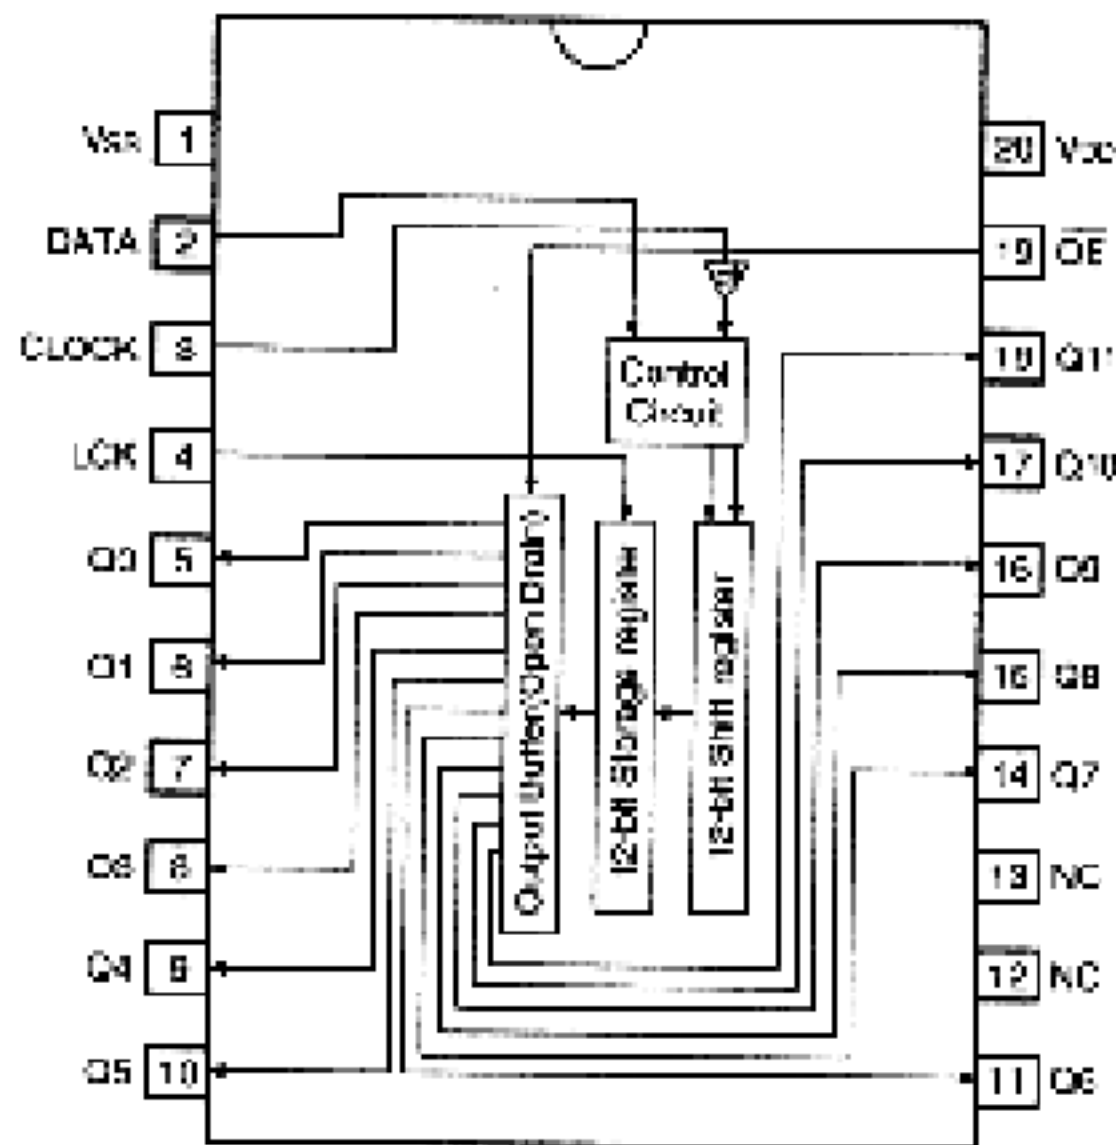 Vss 1
DATA 2
CLOCK 3
LCK 4
Q0 5
Q1 6
Q2 7
Q3 8
Q4 9
Q5 10
Control
Circuit
Output Buffer(Open Drain)
12-bit Storage register
12-bit Shift register
20 VDD
19 OE
18 Q11
17 Q10
16 Q9
15 Q8
14 Q7
13 NC
12 NC
11 Q6